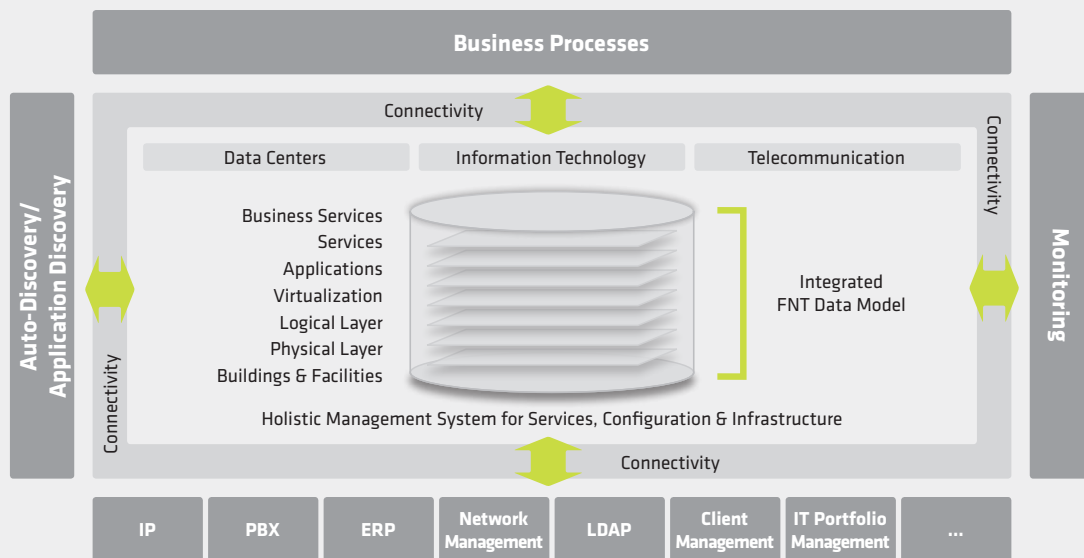 Business Processes
Connectivity
Connectivity
Auto-Discovery/
Application Discovery
Monitoring
Data Centers
Information Technology
Telecommunication
Business Services
Services
Applications
Virtualization
Logical Layer
Physical Layer
Buildings & Facilities
Integrated
FNT Data Model
Connectivity
Holistic Management System for Services, Configuration & Infrastructure
Connectivity
IP
PBX
ERP
Network
Management
LDAP
Client
Management
IT Portfolio
Management
...